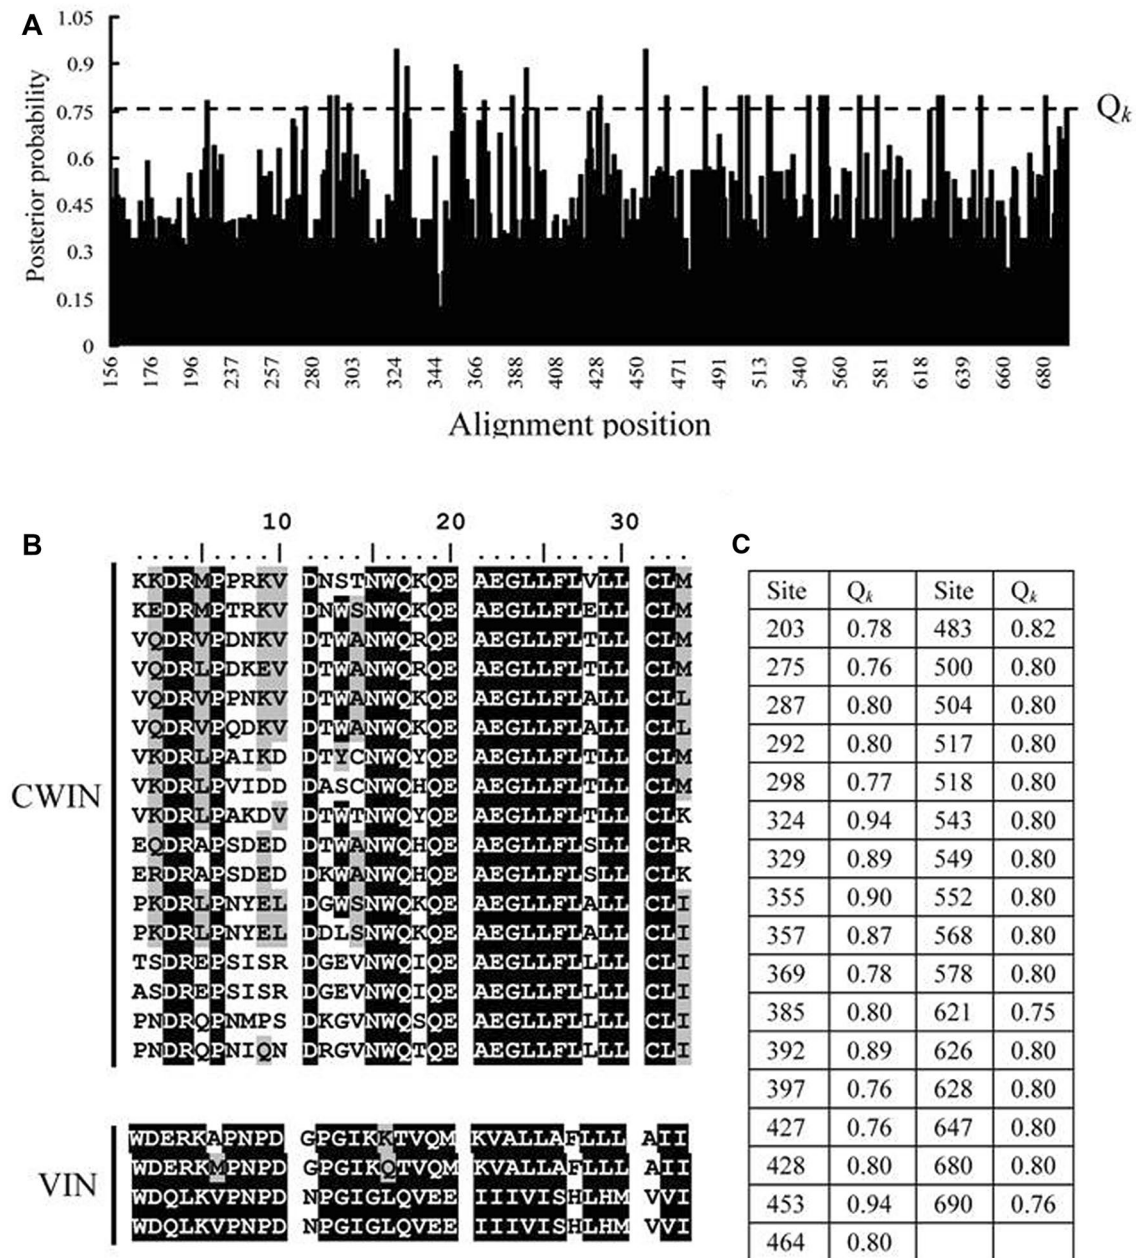 A
Posterior probability
1.05
0.9
0.75
0.6
0.45
0.3
0.15
0
Qk
156 176 196 237 257 280 303 324 344 366 388 408 428 450 471 491 513 540 560 581 618 639 660 680
Alignment position
B
10 20 30
CWIN
KKDRMPPRKV DNSTNWQKQE AEGLLFLVLL CLM
KEDRMPTRKV DNWSNWQKQE AEGLLFLELL CLM
VQDRVPDNKV DTWANWQRQE AEGLLFLTLL CLM
VQDRLPDKEV DTWANWQRQE AEGLLFLTLL CLM
VQDRVPPNKV DTWANWQKQE AEGLLFLALL CLL
VQDRVPQDKV DTWANWQKQE AEGLLFLALL CLL
VKDRLPAIKD DTYCNWQYQE AEGLLFLTLL CLM
VKDRLPVIDD DASCNWQHQE AEGLLFLTLL CLM
VKDRLPAKDV DTWTNWQYQE AEGLLFLTLL CLK
EQDRAPSDED DTWANWQHQE AEGLLFLSLL CLR
ERDRAPSDED DKWANWQHQE AEGLLFLSLL CLK
PKDRLPNYEL DGWSNWQKQE AEGLLFLALL CLI
PKDRLPNYEL DDLSNWQKQE AEGLLFLALL CLI
TSDREPSISR DGEVNWQIQE AEGLLFLLLL CLI
ASDREPSISR DGEVNWQIQE AEGLLFLLLL CLI
PNDRQPNMPS DKGVNWQSQE AEGLLFLLLL CLI
PNDRQPNIQN DRGVNWQTQE AEGLLFLLLL CLI
VIN
WDERKAPNPD GPGIKKTVQM KVALLAFLLL AII
WDERKMPNPD GPGIKQTVQM KVALLAFLLL AII
WDQLKVPNPD NPGIGLQVEE IIIVISHLHM VVI
WDQLKVPNPD NPGIGLQVEE IIIVISHLHM VVI
C
Site Qk Site Qk
203 0.78 483 0.82
275 0.76 500 0.80
287 0.80 504 0.80
292 0.80 517 0.80
298 0.77 518 0.80
324 0.94 543 0.80
329 0.89 549 0.80
355 0.90 552 0.80
357 0.87 568 0.80
369 0.78 578 0.80
385 0.80 621 0.75
392 0.89 626 0.80
397 0.76 628 0.80
427 0.76 647 0.80
428 0.80 680 0.80
453 0.94 690 0.76
464 0.80